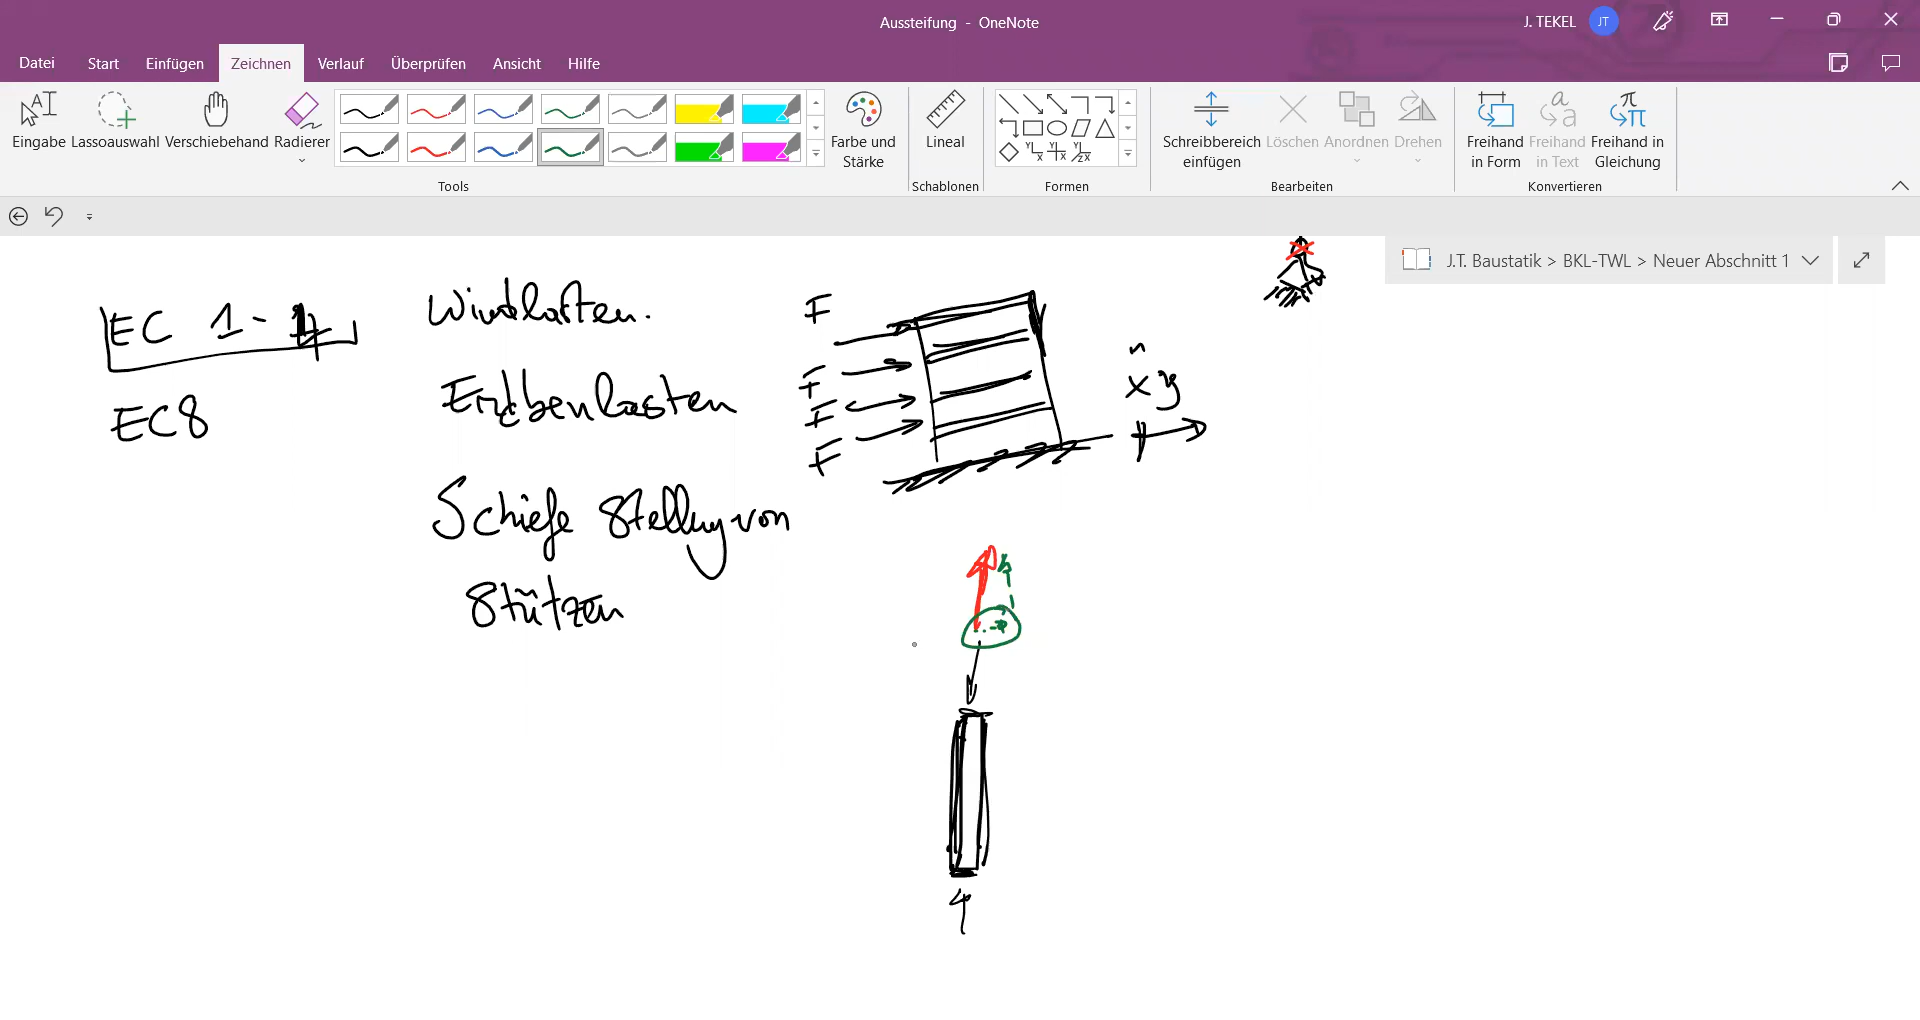 Aussteifung - OneNote
J. TEKEL
JT
Datei
Start
Einfügen
Zeichnen
Verlauf
Überprüfen
Ansicht
Hilfe
Eingabe
Lassoauswahl
Verschiebehand
Radierer
Farbe und
Stärke
Lineal
Schreibbereich
einfügen
Löschen
Anordnen
Drehen
Freihand
in Form
Freihand
in Text
Freihand in
Gleichung
Tools
Schablonen
Formen
Bearbeiten
Konvertieren
J.T. Baustatik > BKL-TWL > Neuer Abschnitt 1
EC 1-4
Windlasten.
EC8
Erdbenlasten
Schiefe Stellung von
Stützen
F
F
F
F
x y